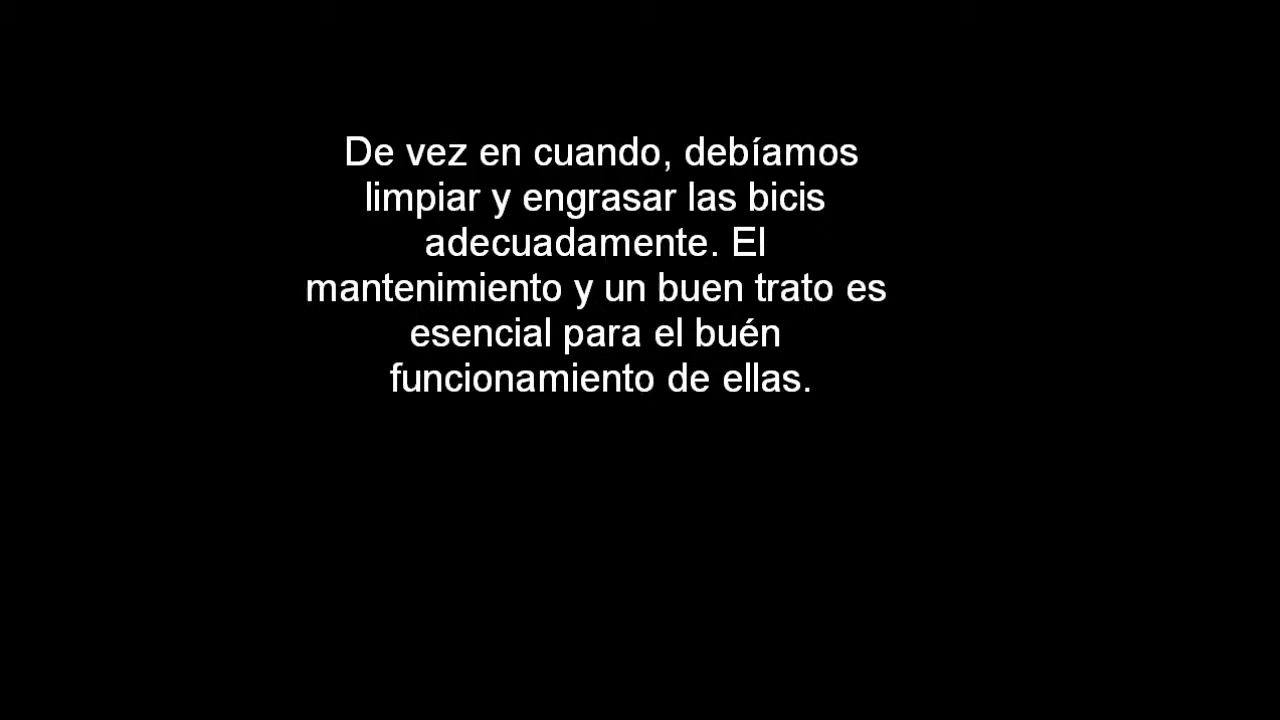 De vez en cuando, debíamos
limpiar y engrasar las bicis
adecuadamente. El
mantenimiento y un buen trato es
esencial para el buén
funcionamiento de ellas.